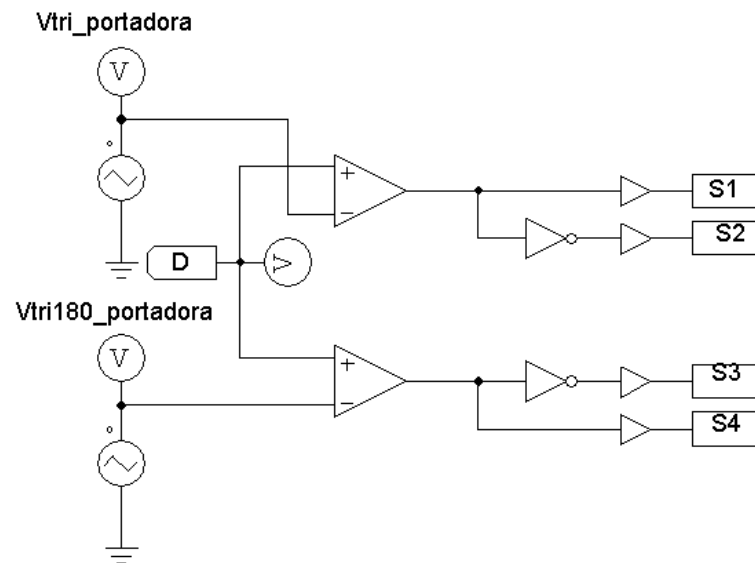 Vtri_portadora
V
+
−
S1
S2
D
V
Vtri180_portadora
V
+
−
S3
S4